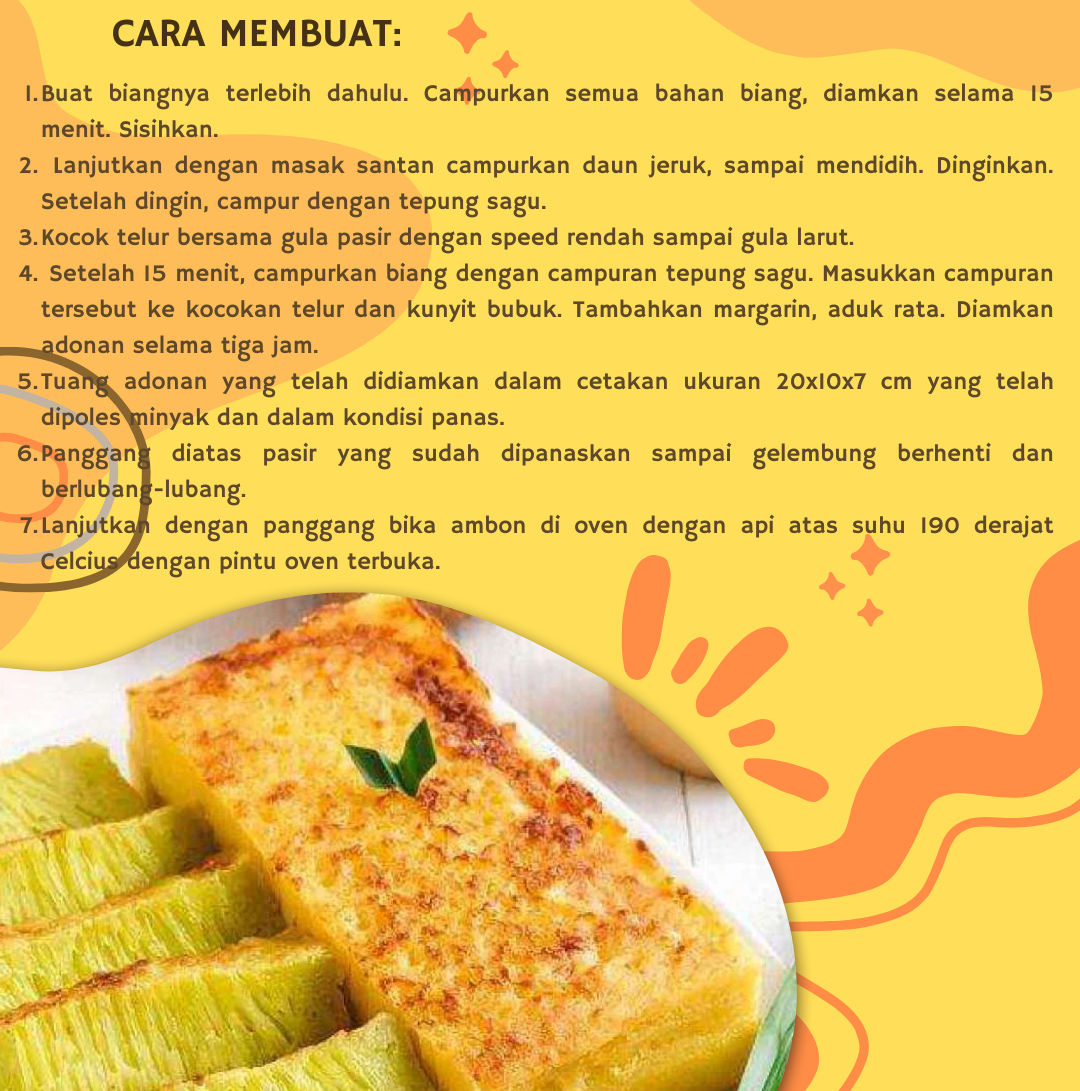 CARA MEMBUAT:
1. Buat biangnya terlebih dahulu. Campurkan semua bahan biang, diamkan selama 15
menit. Sisihkan.
2. Lanjutkan dengan masak santan campurkan daun jeruk, sampai mendidih. Dinginkan.
Setelah dingin, campur dengan tepung sagu.
3. Kocok telur bersama gula pasir dengan speed rendah sampai gula larut.
4. Setelah 15 menit, campurkan biang dengan campuran tepung sagu. Masukkan campuran
tersebut ke kocokan telur dan kunyit bubuk. Tambahkan margarin, aduk rata. Diamkan
adonan selama tiga jam.
5. Tuang adonan yang telah didiamkan dalam cetakan ukuran 20x10x7 cm yang telah
dipoles minyak dan dalam kondisi panas.
6. Panggang diatas pasir yang sudah dipanaskan sampai gelembung berhenti dan
berlubang-lubang.
7. Lanjutkan dengan panggang bika ambon di oven dengan api atas suhu 190 derajat
Celcius dengan pintu oven terbuka.